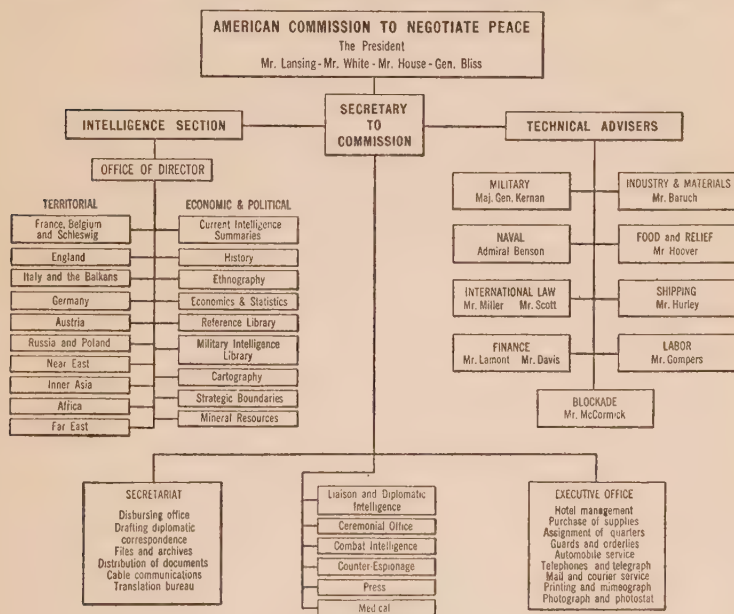 AMERICAN COMMISSION TO NEGOTIATE PEACE
The President
Mr. Lansing - Mr. White - Mr. House - Gen. Bliss
SECRETARY
TO
COMMISSION
INTELLIGENCE SECTION
OFFICE OF DIRECTOR
TERRITORIAL
France, Belgium
and Schleswig
England
Italy and the Balkans
Germany
Austria
Russia and Poland
Near East
Inner Asia
Africa
Far East
ECONOMIC & POLITICAL
Current Intelligence
Summaries
History
Ethnography
Economics & Statistics
Reference Library
Military Intelligence
Library
Cartography
Strategic Boundaries
Mineral Resources
TECHNICAL ADVISERS
MILITARY
Maj. Gen. Kernan
INDUSTRY & MATERIALS
Mr. Baruch
NAVAL
Admiral Benson
FOOD and RELIEF
Mr Hoover
INTERNATIONAL LAW
Mr. Miller Mr. Scott
SHIPPING
Mr. Hurley
FINANCE
Mr. Lamont Mr. Davis
LABOR
Mr. Gompers
BLOCKADE
Mr. McCormick
SECRETARIAT
Disbursing office
Drafting diplomatic
correspondence
Files and archives
Distribution of documents
Cable communications
Translation bureau
Liaison and Diplomatic
Intelligence
Ceremonial Office
Combat Intelligence
Counter-Espionage
Press
Medical
EXECUTIVE OFFICE
Hotel management
Purchase of supplies
Assignment of quarters
Guards and orderlies
Automobile service
Telephones and telegraph
Mail and courier service
Printing and mimeograph
Photograph and photostat